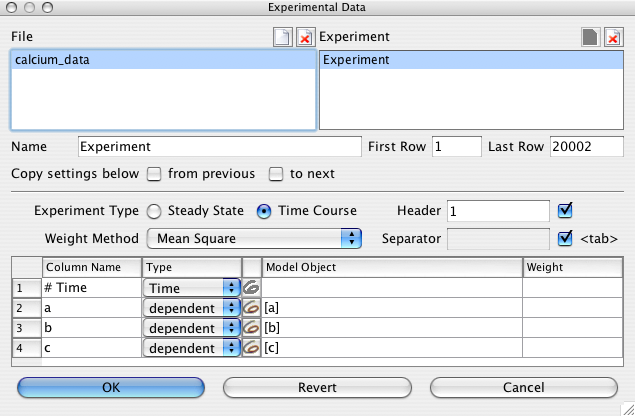 Experimental Data
File Experiment
calcium_data Experiment
Name Experiment First Row 1 Last Row 20002
Copy settings below from previous to next
Experiment Type Steady State Time Course Header 1
Weight Method Mean Square Separator <tab>
Column Name Type Model Object Weight
1 # Time Time
2 a dependent [a]
3 b dependent [b]
4 c dependent [c]
OK Revert Cancel